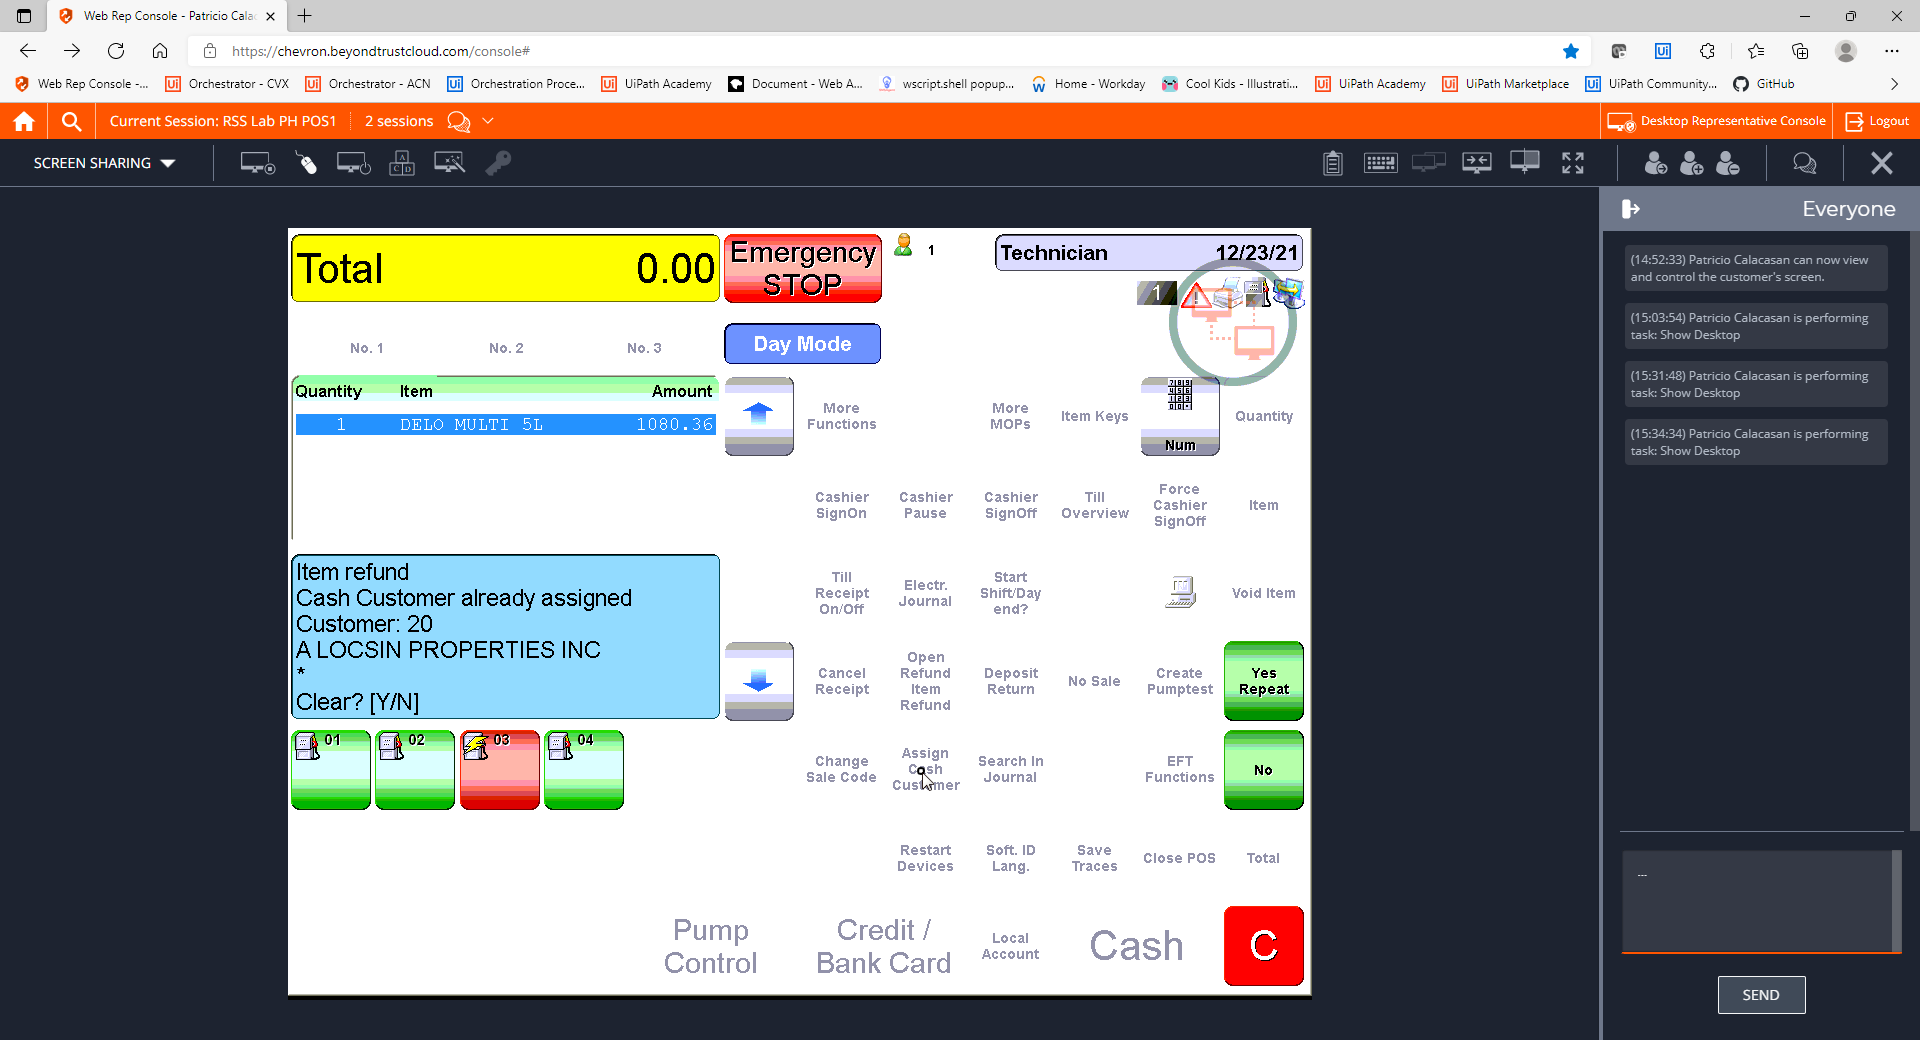 Web Rep Console - Patricio Cala
https://chevron.beyondtrustcloud.com/console#
Web Rep Console -...
Orchestrator - CVX
Orchestrator - ACN
Orchestration Proce...
UiPath Academy
Document - Web A...
wscript.shell popup...
Home - Workday
Cool Kids - Illustrati...
UiPath Academy
UiPath Marketplace
UiPath Community...
GitHub
Current Session: RSS Lab PH POS1
2 sessions
Desktop Representative Console
Logout
SCREEN SHARING
Everyone
(14:52:33) Patricio Calacasan can now view
and control the customer's screen.
(15:03:54) Patricio Calacasan is performing
task: Show Desktop
(15:31:48) Patricio Calacasan is performing
task: Show Desktop
(15:34:34) Patricio Calacasan is performing
task: Show Desktop
...
SEND
Total 0.00
Emergency
STOP
1
Technician 12/23/21
1
No. 1 No. 2 No. 3
Day Mode
Quantity Item Amount
1 DELO MULTI 5L 1080.36
More
Functions
More
MOPs
Item Keys
Num
Quantity
Cashier
SignOn
Cashier
Pause
Cashier
SignOff
Till
Overview
Force
Cashier
SignOff
Item
Item refund
Cash Customer already assigned
Customer: 20
A LOCSIN PROPERTIES INC
*
Clear? [Y/N]
Till
Receipt
On/Off
Electr.
Journal
Start
Shift/Day
end?
Void Item
Cancel
Receipt
Open
Refund
Item
Refund
Deposit
Return
No Sale
Create
Pumptest
Yes
Repeat
01
02
03
04
Change
Sale Code
Assign
Cash
Customer
Search In
Journal
EFT
Functions
No
Restart
Devices
Soft. ID
Lang.
Save
Traces
Close POS
Total
Pump
Control
Credit /
Bank Card
Local
Account
Cash
C